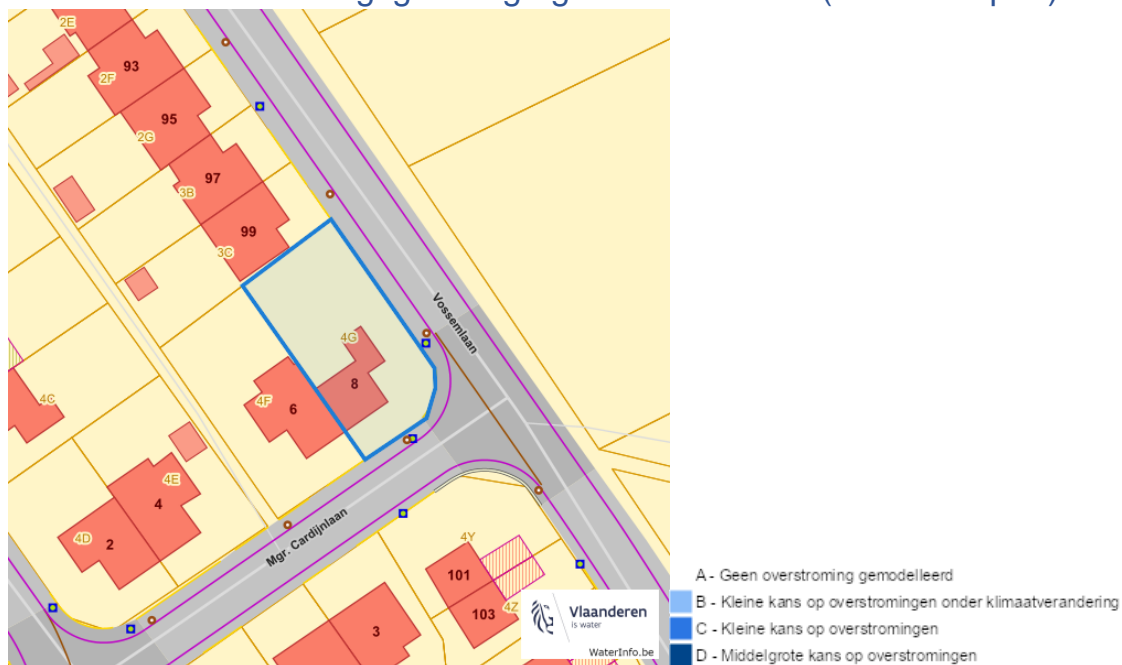 2E
93
2F
95
2G
97
3B
99
3C
Vossemlaan
4G
8
4F
6
4C
4E
4
4D
2
Mgr. Cardijnlaan
4Y
101
103
4Z
3
Vlaanderen
is water
WaterInfo.be
A - Geen overstroming gemodelleerd
B - Kleine kans op overstromingen onder klimaatverandering
C - Kleine kans op overstromingen
D - Middelgrote kans op overstromingen